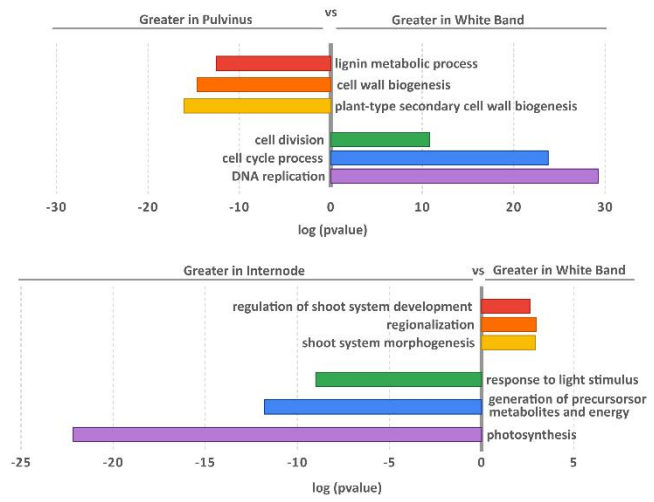 Greater in Pulvinus vs Greater in White Band
lignin metabolic process
cell wall biogenesis
plant-type secondary cell wall biogenesis
cell division
cell cycle process
DNA replication
-30 -20 -10 0 10 20 30
log (pvalue)
Greater in Internode vs Greater in White Band
regulation of shoot system development
regionalization
shoot system morphogenesis
response to light stimulus
generation of precursorsor
metabolites and energy
photosynthesis
-25 -20 -15 -10 -5 0 5
log (pvalue)